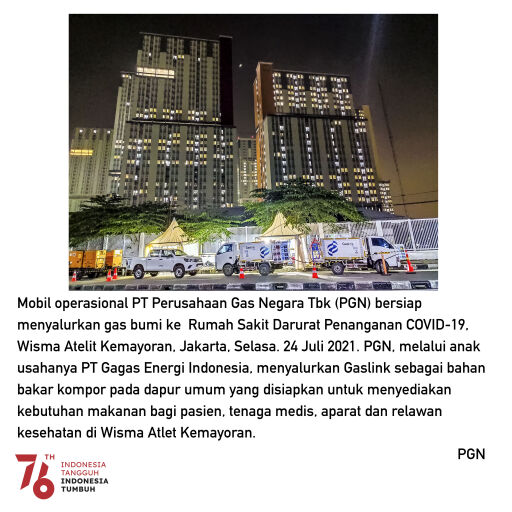 Mobil operasional PT Perusahaan Gas Negara Tbk (PGN) bersiap
menyalurkan gas bumi ke  Rumah Sakit Darurat Penanganan COVID-19,
Wisma Atelit Kemayoran, Jakarta, Selasa. 24 Juli 2021. PGN, melalui anak
usahanya PT Gagas Energi Indonesia, menyalurkan Gaslink sebagai bahan
bakar kompor pada dapur umum yang disiapkan untuk menyediakan
kebutuhan makanan bagi pasien, tenaga medis, aparat dan relawan
kesehatan di Wisma Atlet Kemayoran.
PGN
76TH
INDONESIA
TANGGUH
INDONESIA
TUMBUH